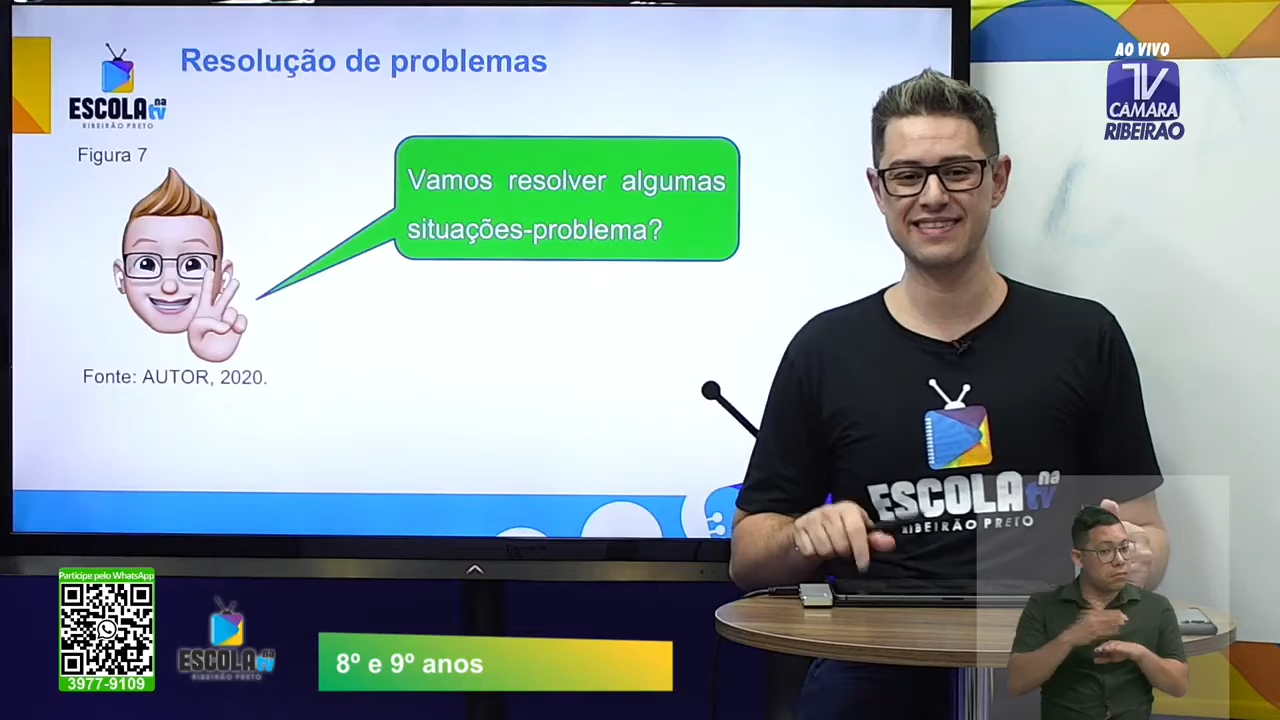 Resolução de problemas
ESCOLA na tv
RIBEIRÃO PRETO
Figura 7
Vamos resolver algumas
situações-problema?
Fonte: AUTOR, 2020.
AO VIVO
TV
CÂMARA
RIBEIRAO
ESCOLA na tv
RIBEIRÃO PRETO
Participe pelo WhatsApp
3977-9109
ESCOLA na tv
RIBEIRÃO PRETO
8º e 9º anos